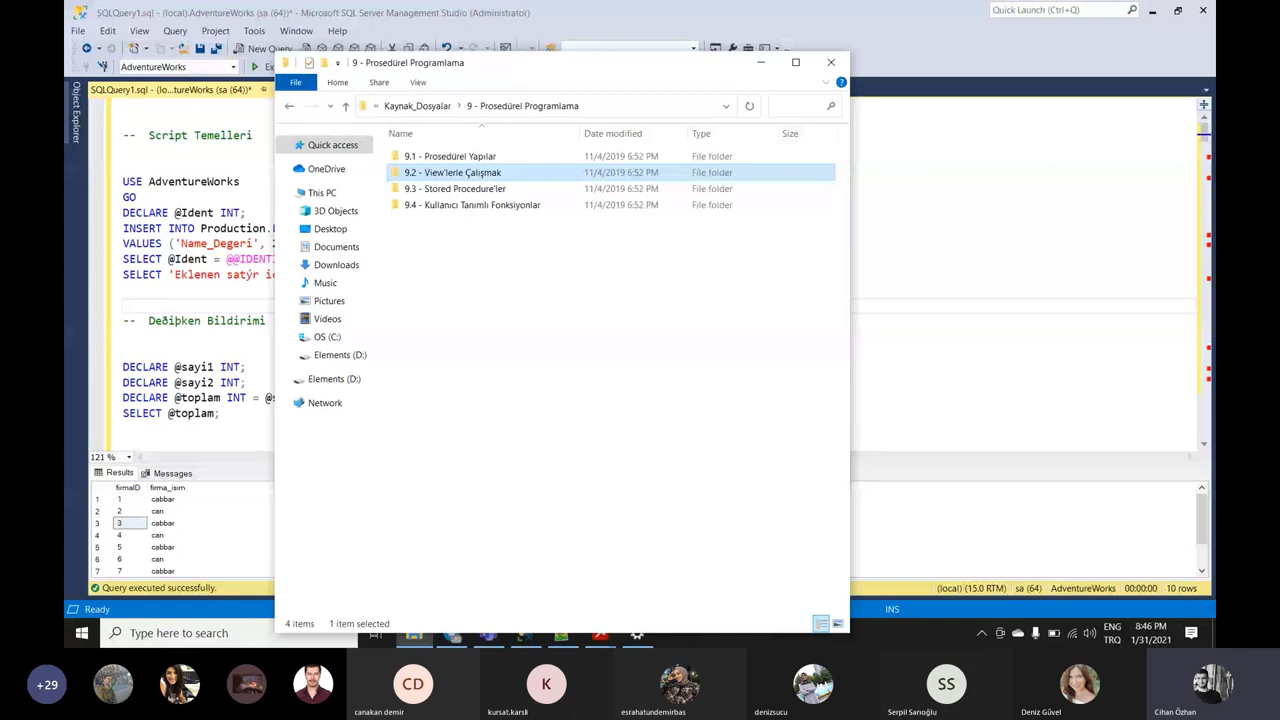 SQLQuery1.sql - (local).AdventureWorks (sa (64))* - Microsoft SQL Server Management Studio (Administrator)
Quick Launch (Ctrl+Q)
File Edit View Query Project Tools Window Help
New Query
AdventureWorks
SQLQuery1.sql - (lo...tureWorks (sa (64))*
Object Explorer
-- Script Temelleri
USE AdventureWorks
GO
DECLARE @Ident INT;
INSERT INTO Production.
VALUES ('Name_Degeri',
SELECT @Ident = @@IDENTI
SELECT 'Eklenen satýr
-- Deðiþken Bildirimi
DECLARE @sayi1 INT;
DECLARE @sayi2 INT;
DECLARE @toplam INT =
SELECT @toplam;
121 %
Results Messages
firmaID firma_isim
1 1 cabbar
2 2 can
3 3 cabbar
4 4 can
5 5 cabbar
6 6 can
7 7 cabbar
Query executed successfully.
(local) (15.0 RTM) sa (64) AdventureWorks 00:00:00 10 rows
Ready
INS
9 - Prosedürel Programlama
File Home Share View
« Kaynak_Dosyalar > 9 - Prosedürel Programlama
Name Date modified Type Size
9.1 - Prosedürel Yapılar 11/4/2019 6:52 PM File folder
9.2 - View'lerle Çalışmak 11/4/2019 6:52 PM File folder
9.3 - Stored Procedure'ler 11/4/2019 6:52 PM File folder
9.4 - Kullanıcı Tanımlı Fonksiyonlar 11/4/2019 6:52 PM File folder
Quick access
OneDrive
This PC
3D Objects
Desktop
Documents
Downloads
Music
Pictures
Videos
OS (C:)
Elements (D:)
Elements (D:)
Network
4 items 1 item selected
Type here to search
ENG
TRQ
8:46 PM
1/31/2021
+29
CD
K
SS
canakan demir
kursat.karsli
esrahatundemirbas
denizsucu
Serpil Sarıoğlu
Deniz Güvel
Cihan Özhan